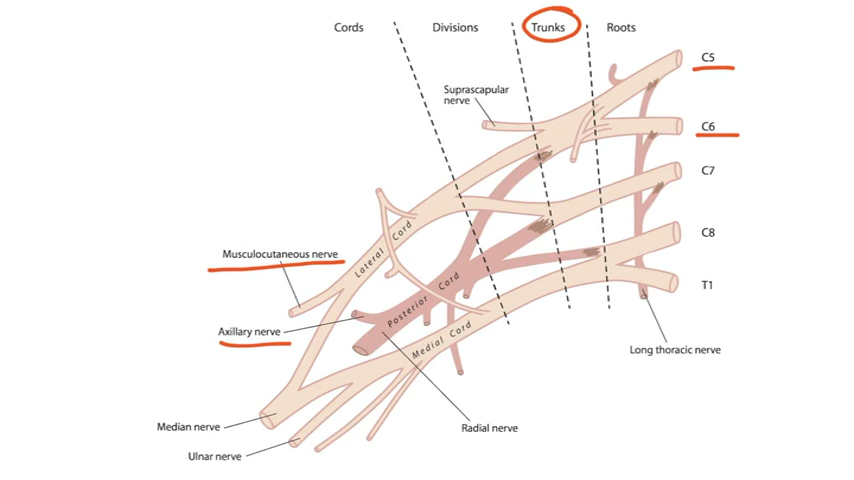 Cords
Divisions
Trunks
Roots
C5
Suprascapular
nerve
C6
C7
C8
Musculocutaneous nerve
Lateral Cord
Posterior Cord
T1
Axillary nerve
Medial Cord
Long thoracic nerve
Median nerve
Radial nerve
Ulnar nerve